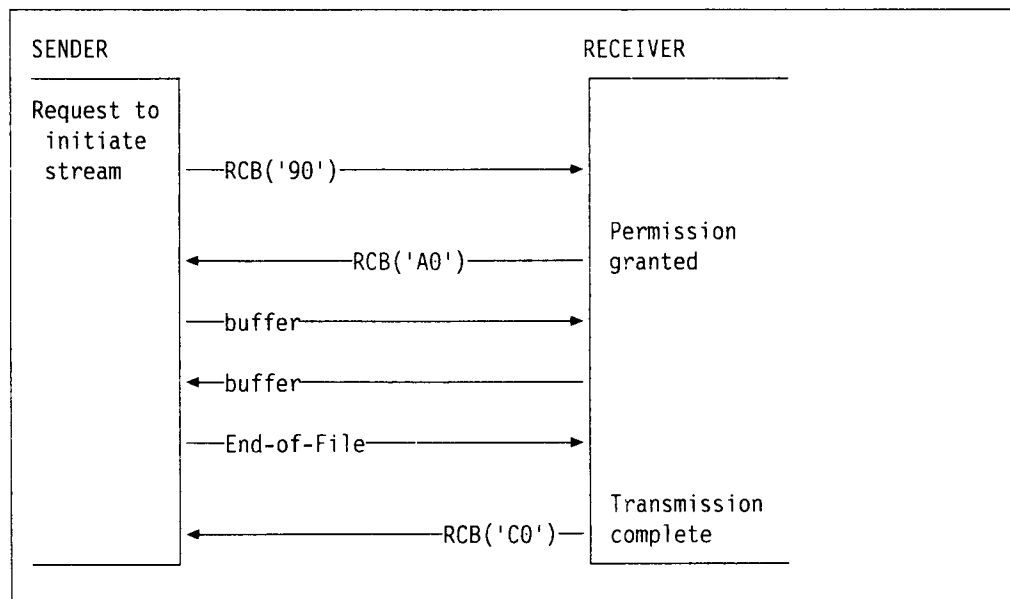 SENDER
RECEIVER
Request to
initiate
stream
RCB('90')
Permission
granted
RCB('A0')
buffer
buffer
End-of-File
Transmission
complete
RCB('C0')